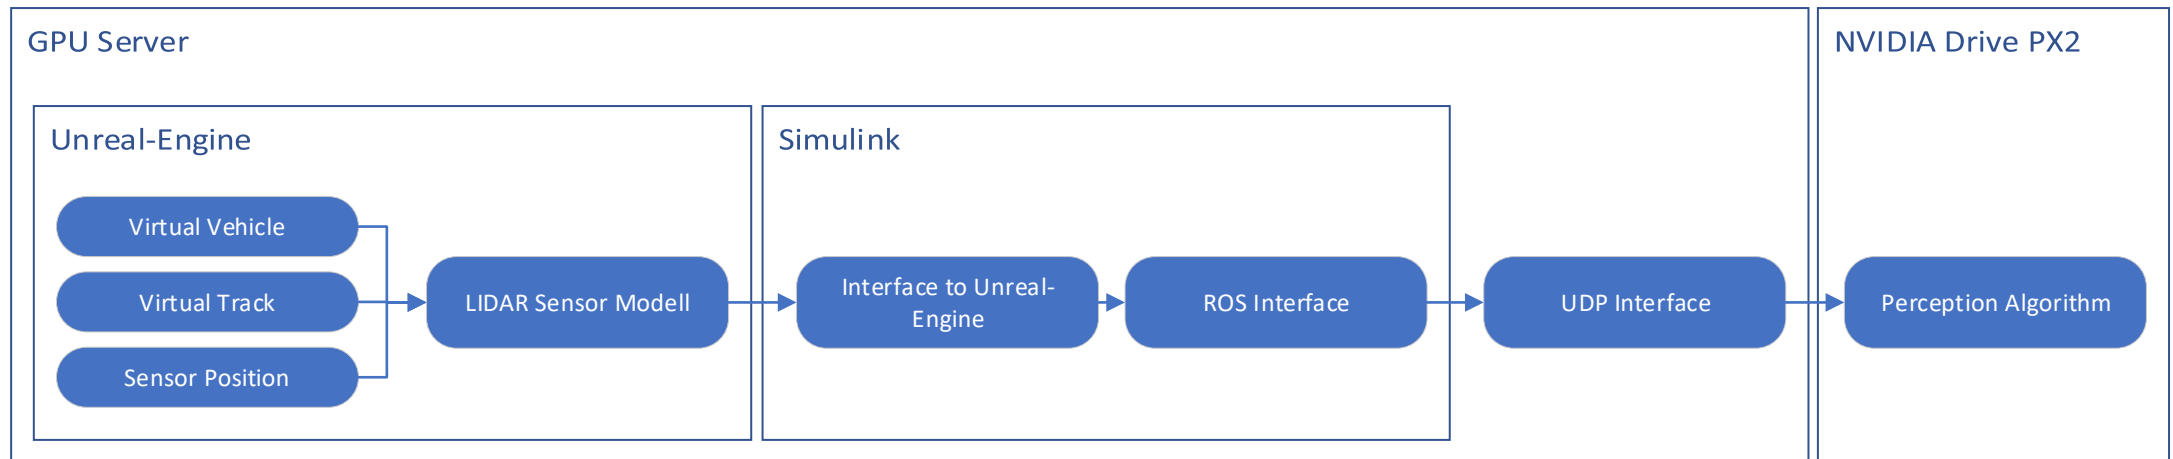 GPU Server
NVIDIA Drive PX2
Unreal-Engine
Simulink
Virtual Vehicle
Virtual Track
Sensor Position
LIDAR Sensor Modell
Interface to Unreal-
Engine
ROS Interface
UDP Interface
Perception Algorithm